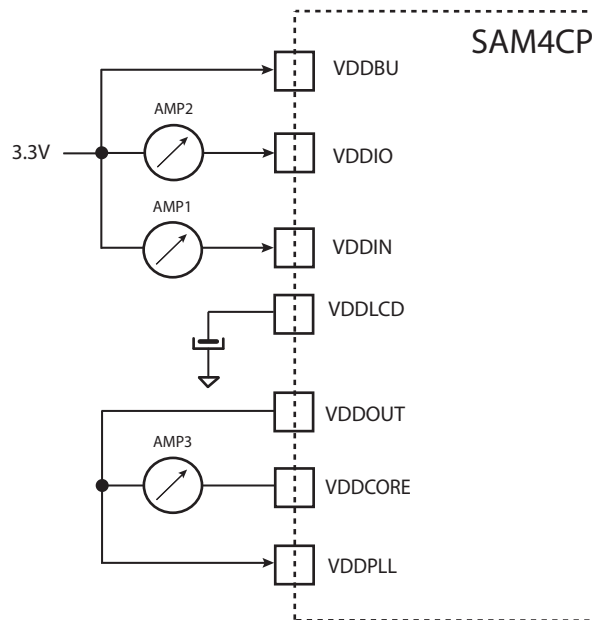 SAM4CP
VDDBU
AMP2
3.3V
VDDIO
AMP1
VDDIN
VDDLCD
VDDOUT
AMP3
VDDCORE
VDDPLL